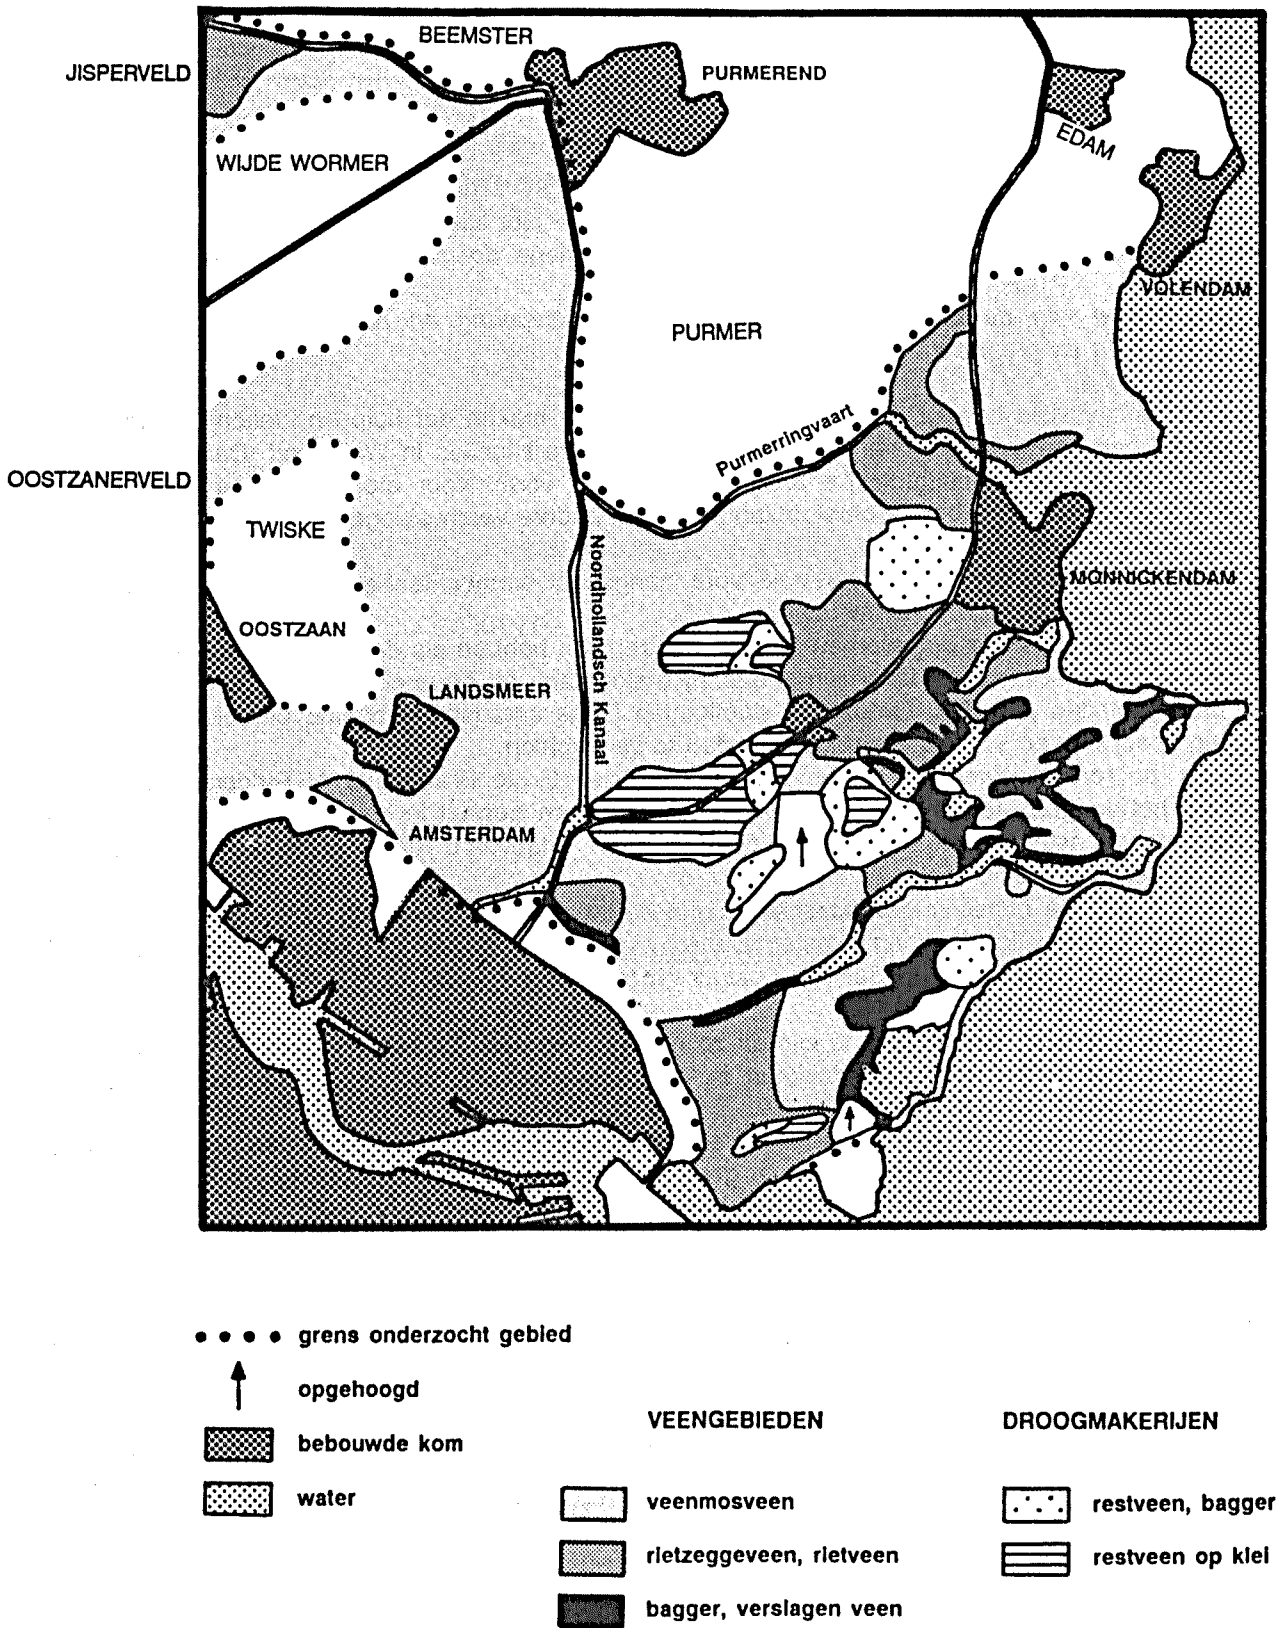 BEEMSTER
JISPERVELD
PURMEREND
EDAM
WIJDE WORMER
VOLENDAM
PURMER
Purmerringvaart
OOSTZANERVELD
TWISKE
Noordhollandsch Kanaal
MONNICKENDAM
OOSTZAAN
LANDSMEER
AMSTERDAM
grens onderzocht gebied
opgehoogd
bebouwde kom
water
VEENGEBIEDEN
veenmosveen
rietzeggeveen, rietveen
bagger, verslagen veen
DROOGMAKERIJEN
restveen, bagger
restveen op klei